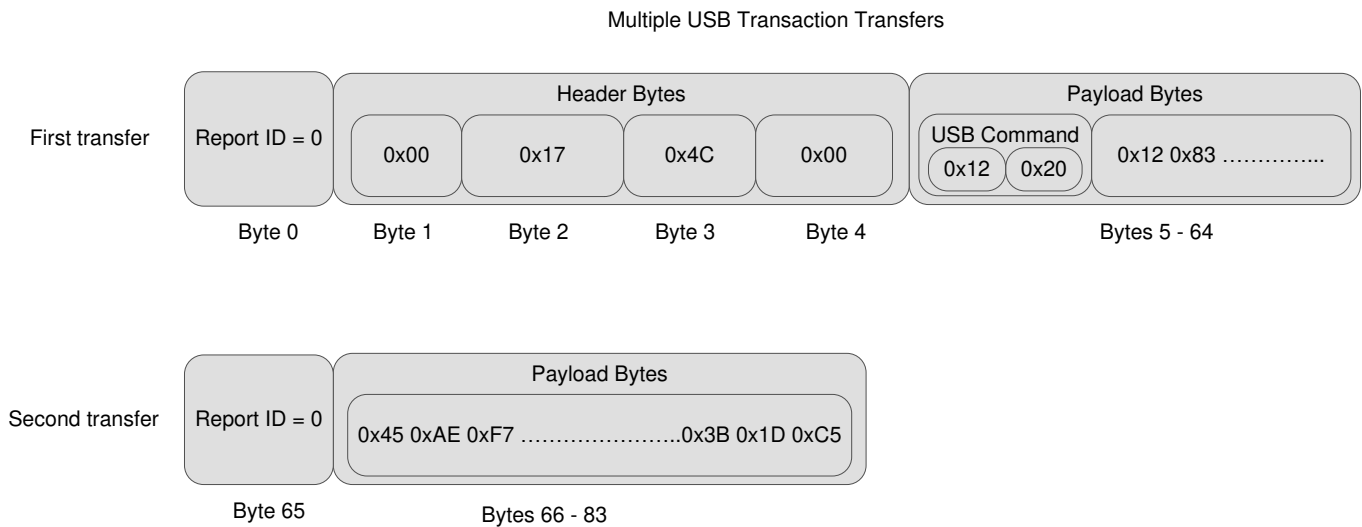 Multiple USB Transaction Transfers
First transfer
Report ID = 0
Header Bytes
0x00 0x17 0x4C 0x00
Payload Bytes
USB Command
0x12 0x20
0x12 0x83 …………...
Byte 0 Byte 1 Byte 2 Byte 3 Byte 4 Bytes 5 - 64
Second transfer
Report ID = 0
Payload Bytes
0x45 0xAE 0xF7 …………………..0x3B 0x1D 0xC5
Byte 65 Bytes 66 - 83